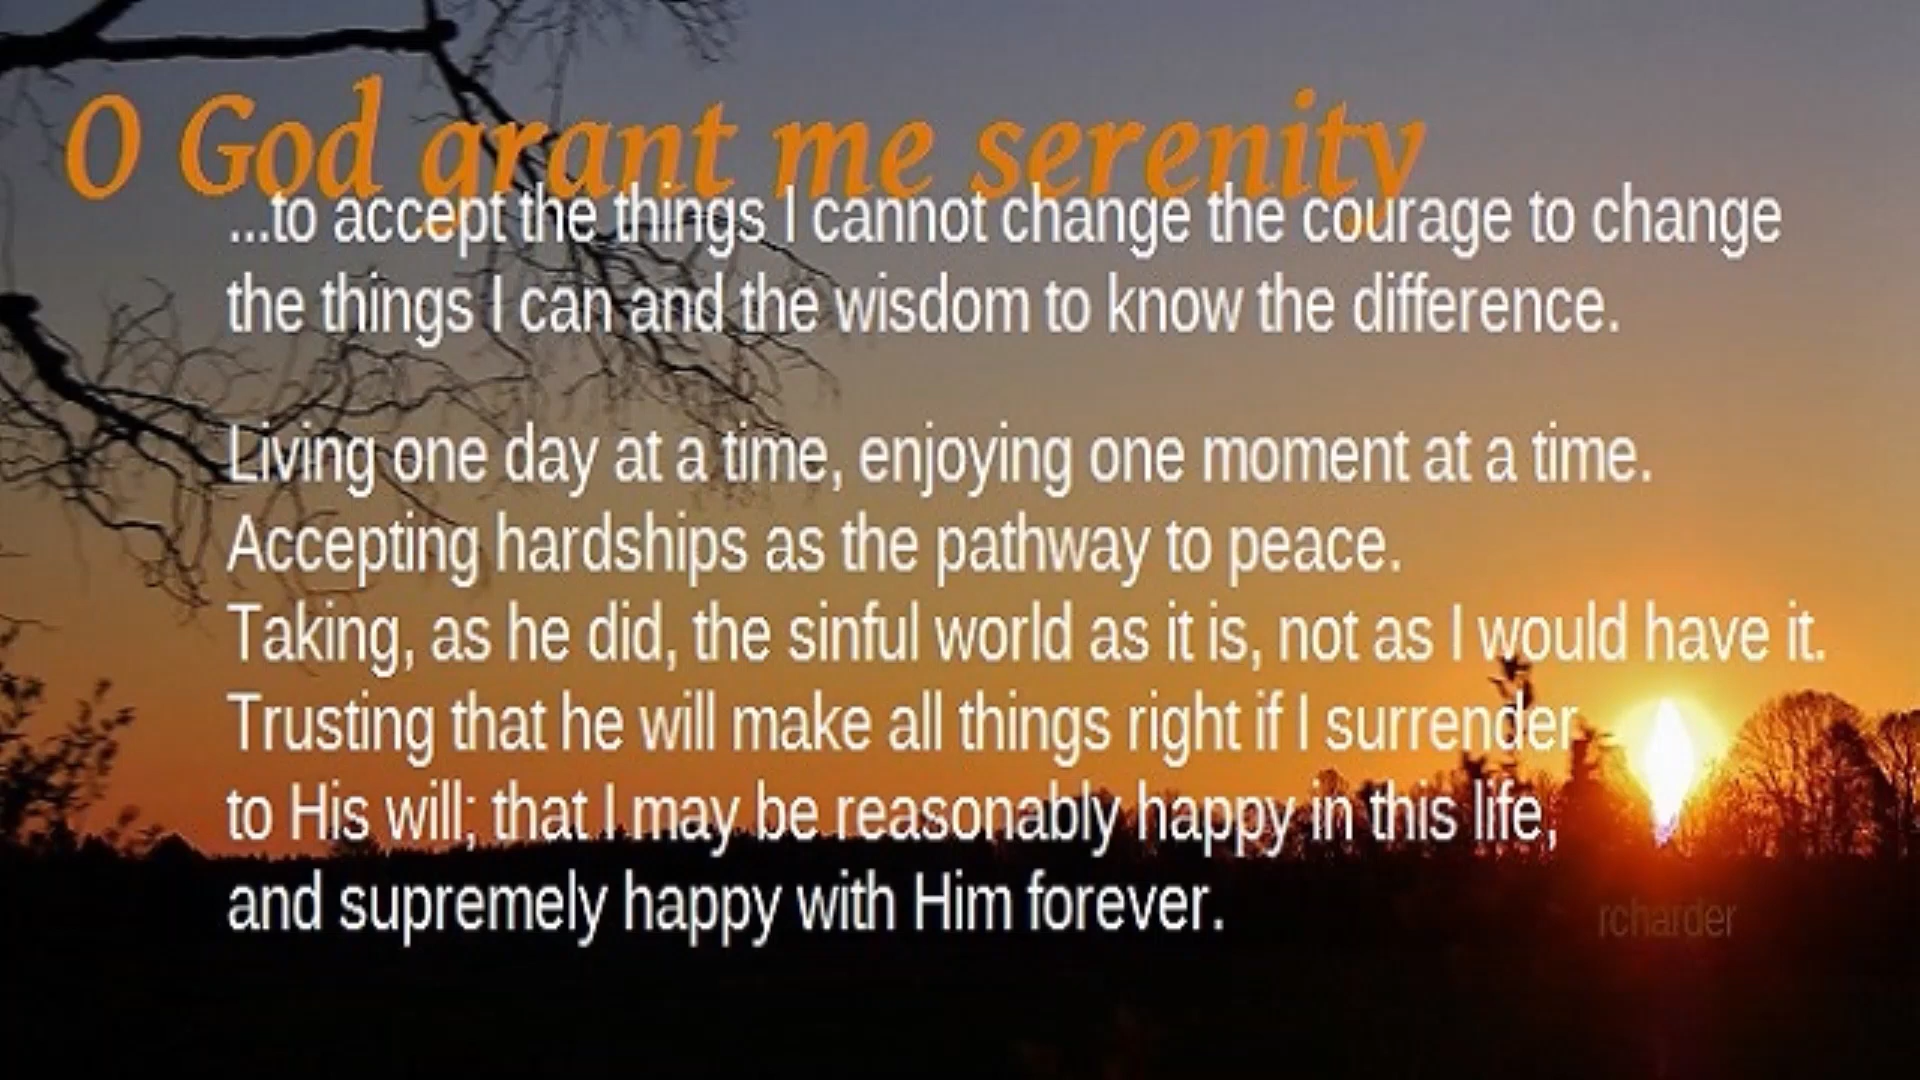 O God grant me serenity
...to accept the things I cannot change the courage to change
the things I can and the wisdom to know the difference.
Living one day at a time, enjoying one moment at a time.
Accepting hardships as the pathway to peace.
Taking, as he did, the sinful world as it is, not as I would have it.
Trusting that he will make all things right if I surrender
to His will; that I may be reasonably happy in this life,
and supremely happy with Him forever.
rcharder